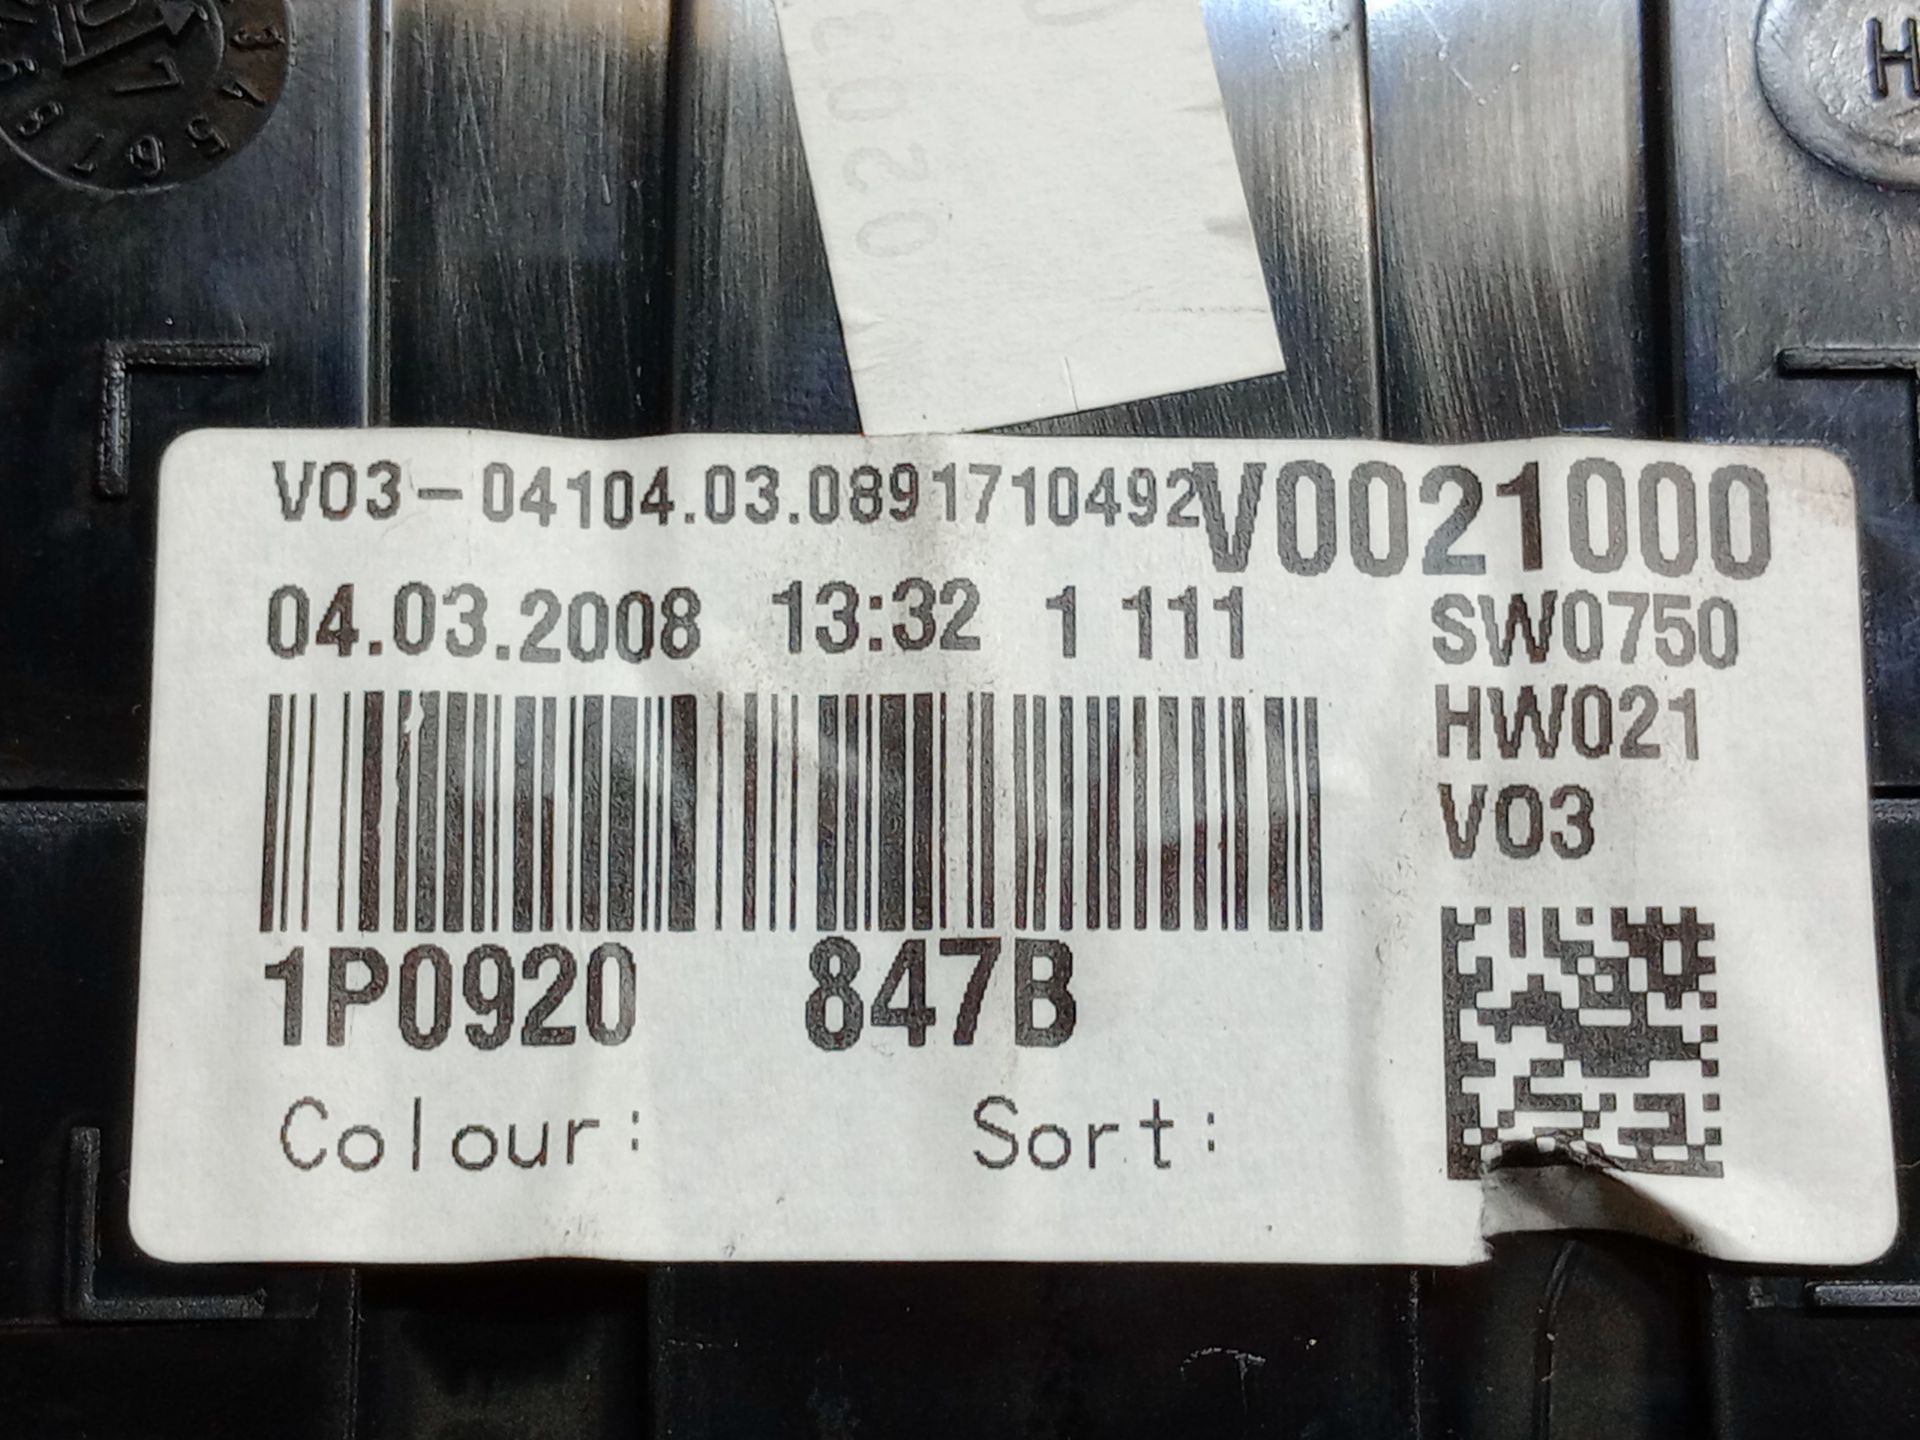 0503
H
V03-04104.03.0891710492
V0021000
04.03.2008 13:32 1 111
SW0750
HW021
V03
1P0920 847B
Colour: Sort: